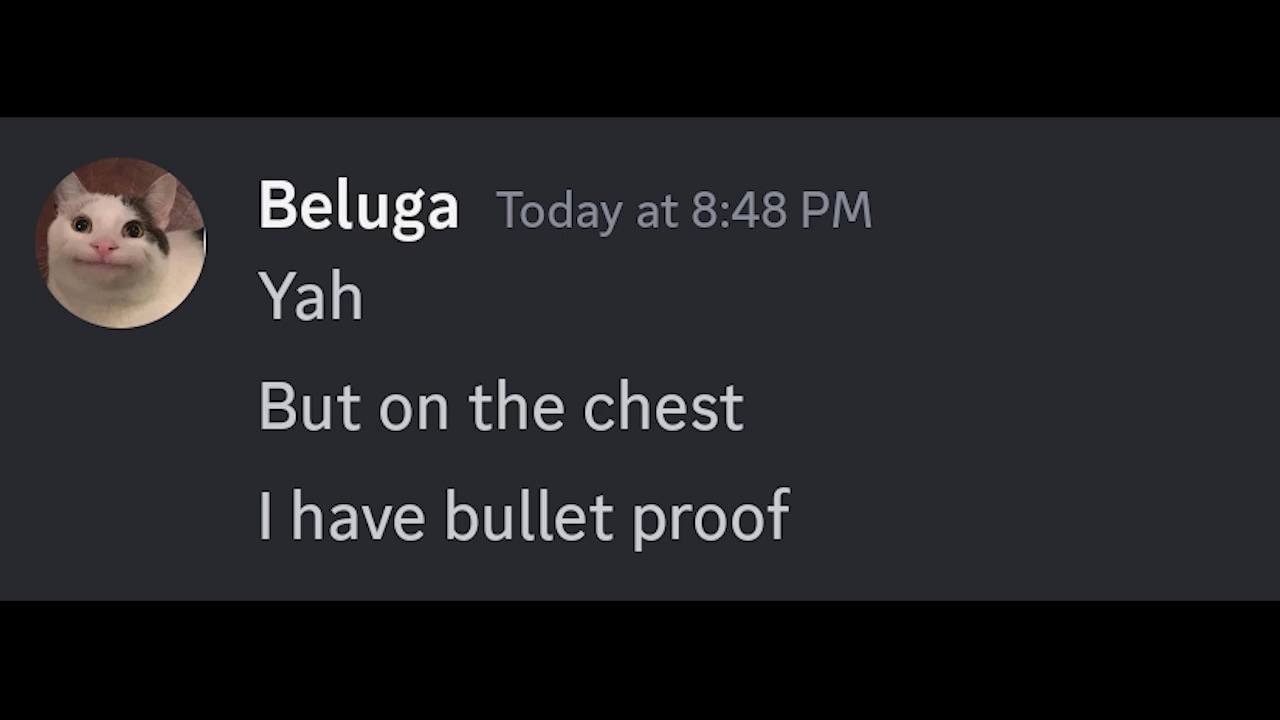 Beluga Today at 8:48 PM
Yah
But on the chest
I have bullet proof